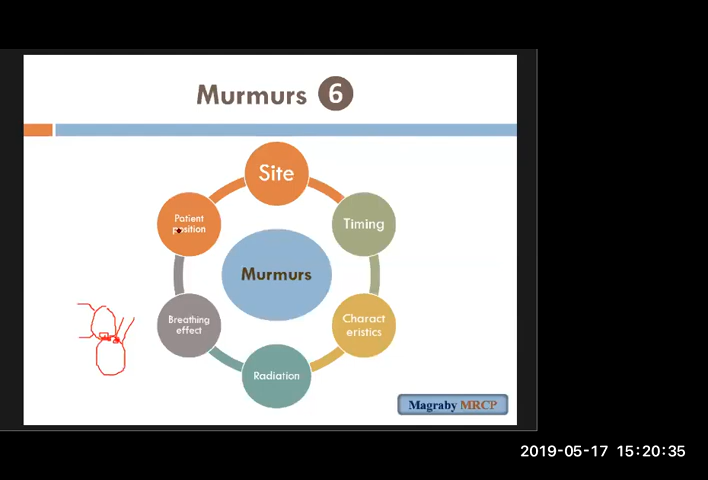 Murmurs 6
Site
Timing
Charact
eristics
Radiation
Breathing
effect
Patient
position
Murmurs
Magraby MRCP
2019-05-17 15:20:35